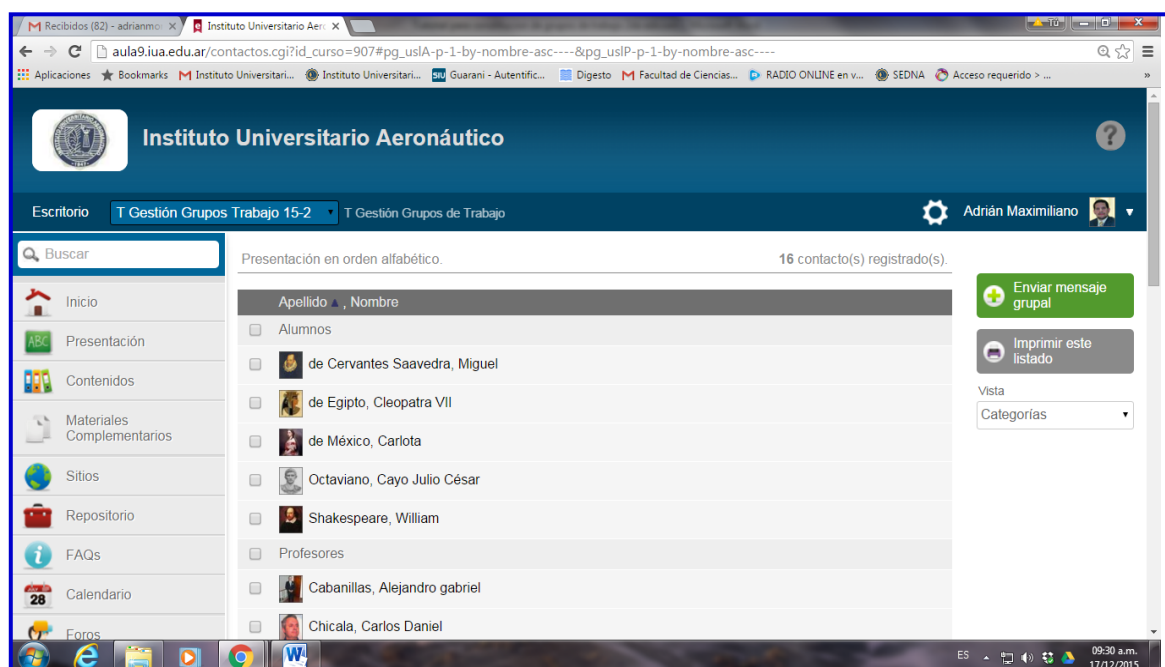 Recibidos (82) - adrianmo
Instituto Universitario Aer
Tú
aula9.iua.edu.ar/contactos.cgi?id_curso=907#pg_uslA-p-1-by-nombre-asc----&pg_uslP-p-1-by-nombre-asc----
Aplicaciones Bookmarks Instituto Universitari... Instituto Universitari... SIU Guarani - Autentific... Digesto Facultad de Ciencias... RADIO ONLINE en v... SEDNA Acceso requerido > ... »
Instituto Universitario Aeronáutico
?
Escritorio T Gestión Grupos Trabajo 15-2 T Gestión Grupos de Trabajo Adrián Maximiliano
Buscar
Inicio
ABC Presentación
Contenidos
Materiales
Complementarios
Sitios
Repositorio
i FAQs
28 Calendario
Foros
Presentación en orden alfabético. 16 contacto(s) registrado(s).
Apellido , Nombre
Alumnos
de Cervantes Saavedra, Miguel
de Egipto, Cleopatra VII
de México, Carlota
Octaviano, Cayo Julio César
Shakespeare, William
Profesores
Cabanillas, Alejandro gabriel
Chicala, Carlos Daniel
Enviar mensaje
grupal
Imprimir este
listado
Vista
Categorías
W
ES
09:30 a.m.
17/12/2015